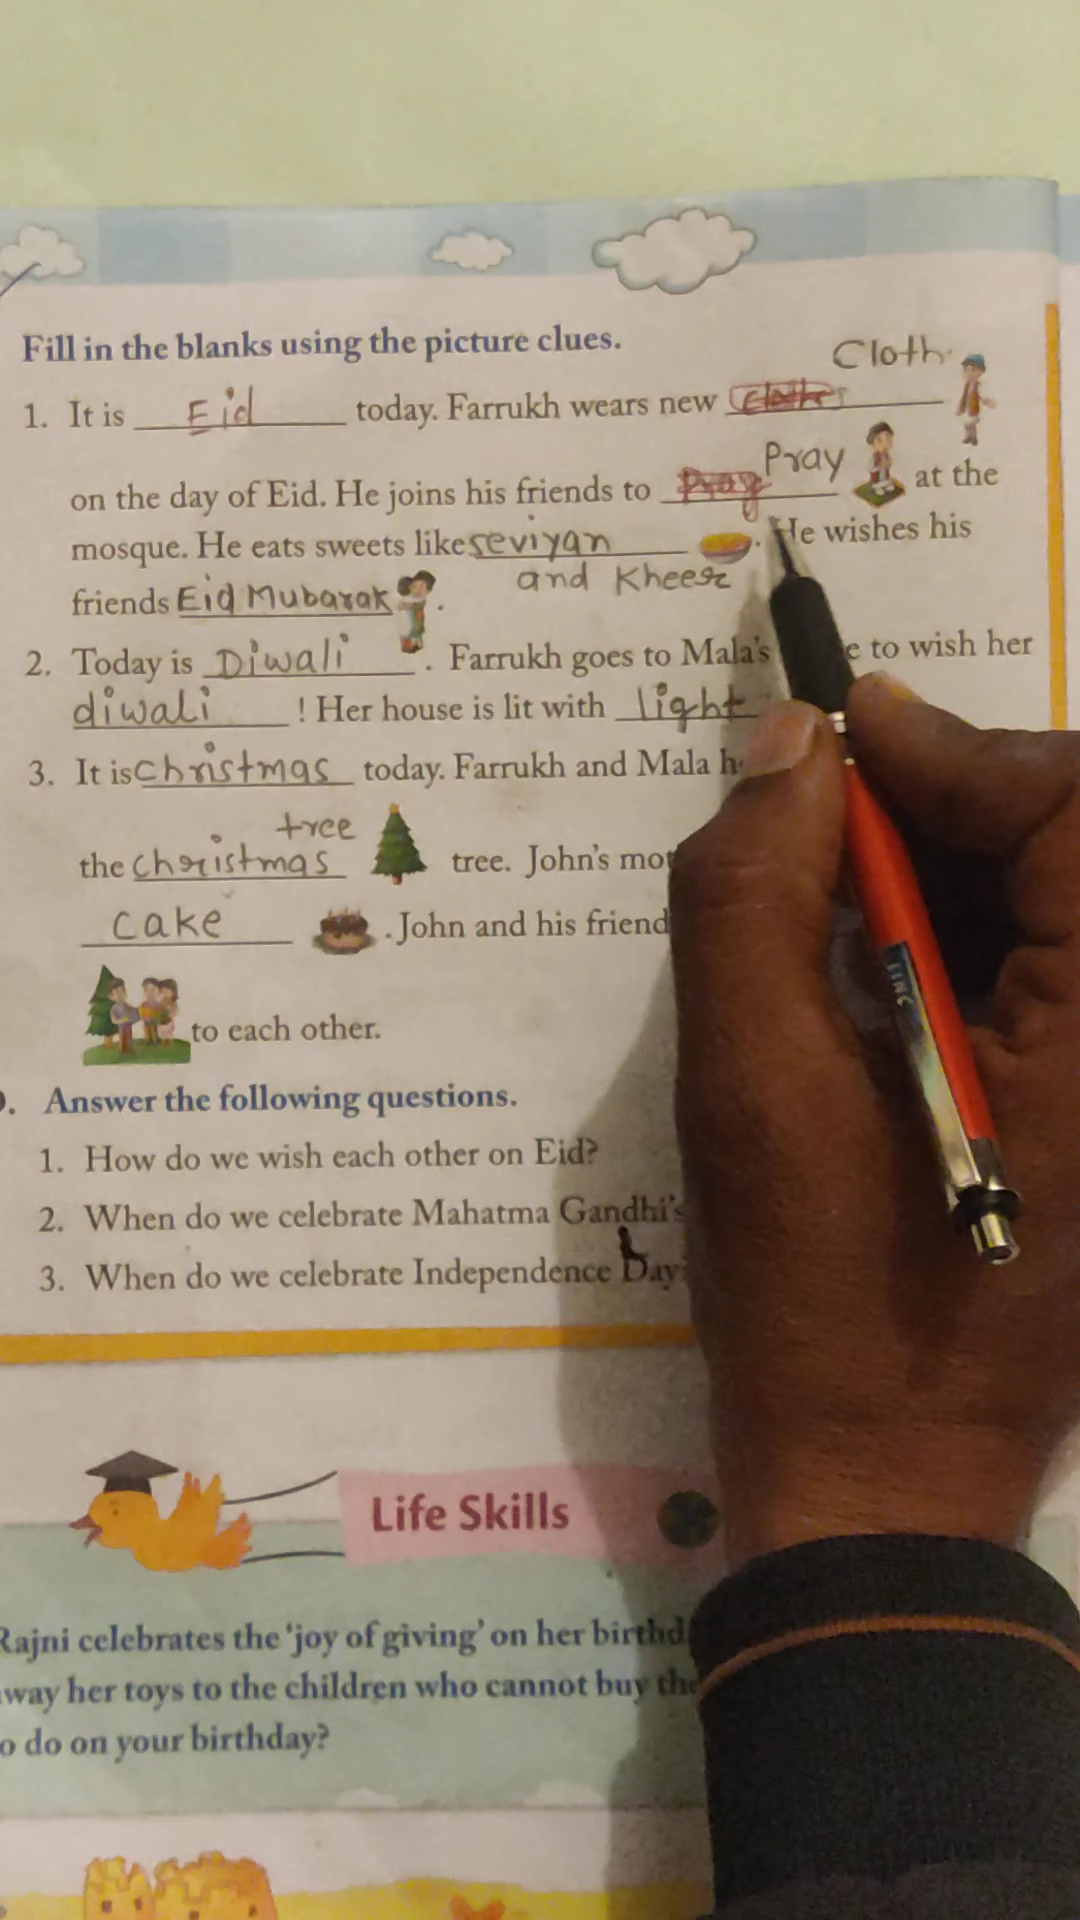 Fill in the blanks using the picture clues.
Cloth
1. It is Eid today. Farrukh wears new
Pray
on the day of Eid. He joins his friends to Pray at the
mosque. He eats sweets like seviyan . He wishes his
and Kheer
friends Eid Mubarak .
2. Today is Diwali . Farrukh goes to Mala's e to wish her
diwali ! Her house is lit with light
3. It is christmas today. Farrukh and Mala h
tree
the christmas tree. John's mot
cake . John and his friend
to each other.
. Answer the following questions.
1. How do we wish each other on Eid?
2. When do we celebrate Mahatma Gandhi's
3. When do we celebrate Independence Day
LINC
Life Skills
Rajni celebrates the 'joy of giving' on her birthd
way her toys to the children who cannot buy the
o do on your birthday?